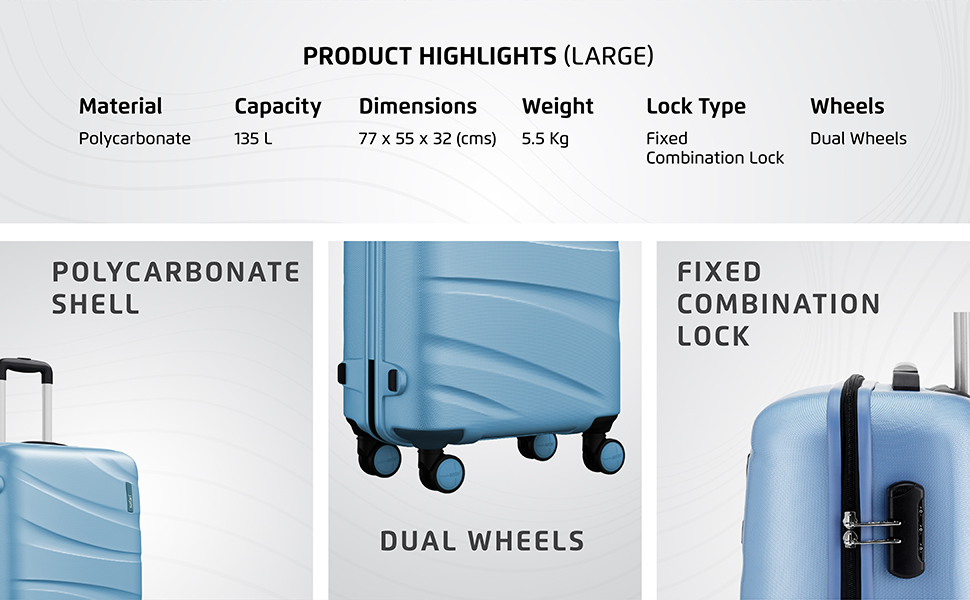 PRODUCT HIGHLIGHTS (LARGE)
Material
Polycarbonate
Capacity
135 L
Dimensions
77 x 55 x 32 (cms)
Weight
5.5 Kg
Lock Type
Fixed
Combination Lock
Wheels
Dual Wheels
POLYCARBONATE
SHELL
DUAL WHEELS
FIXED
COMBINATION
LOCK